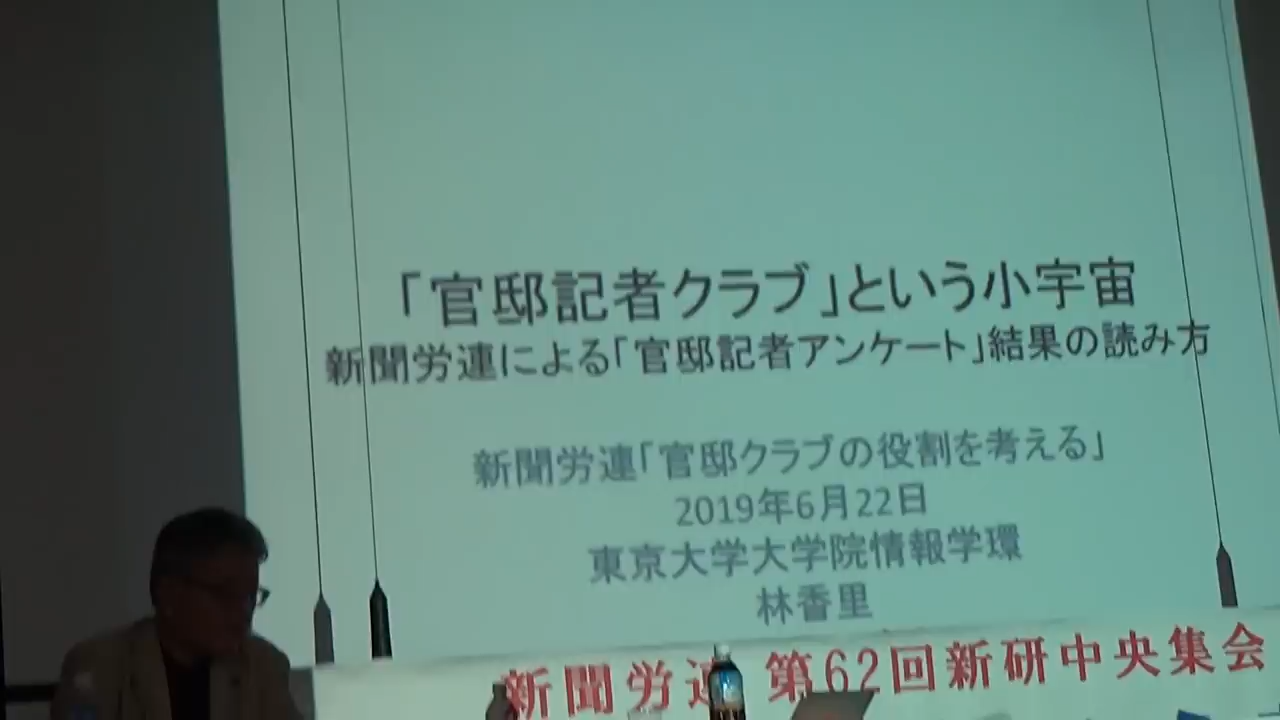 「官邸記者クラブ」という小宇宙
新聞労連による「官邸記者アンケート」結果の読み方
新聞労連「官邸クラブの役割を考える」
2019年6月22日
東京大学大学院情報学環
林香里
新聞労連 第62回新研中央集会